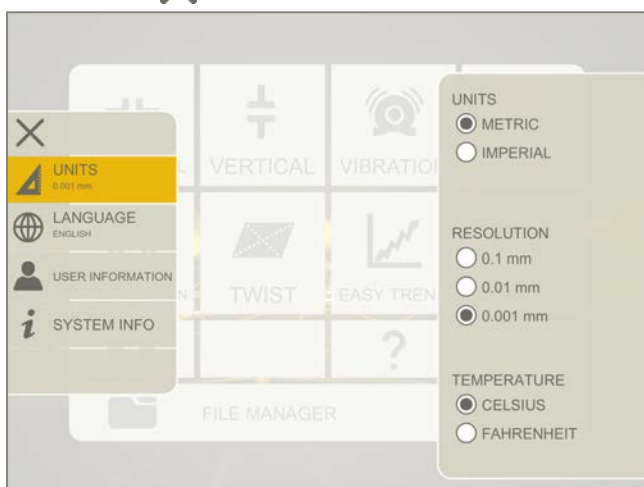 UNITS
0.001 mm
LANGUAGE
ENGLISH
USER INFORMATION
SYSTEM INFO
VERTICAL
VIBRATIO
TWIST
EASY TREN
FILE MANAGER
?
UNITS
METRIC
IMPERIAL
RESOLUTION
0.1 mm
0.01 mm
0.001 mm
TEMPERATURE
CELSIUS
FAHRENHEIT